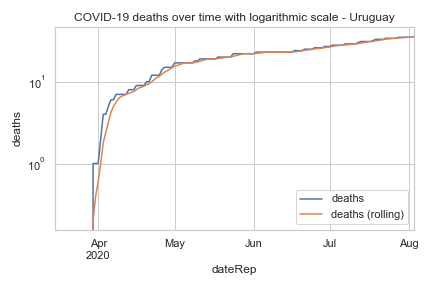 COVID-19 deaths over time with logarithmic scale - Uruguay
deaths
10¹
10⁰
deaths
deaths (rolling)
Apr
2020
May
Jun
Jul
Aug
dateRep